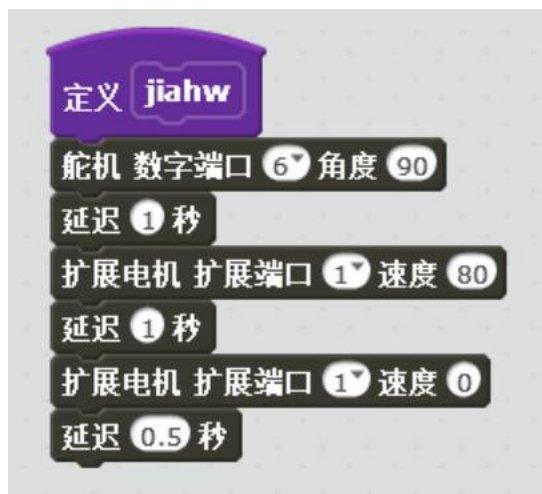 定义 jiahw
舵机 数字端口 6 角度 90
延迟 1 秒
扩展电机 扩展端口 1 速度 80
延迟 1 秒
扩展电机 扩展端口 1 速度 0
延迟 0.5 秒